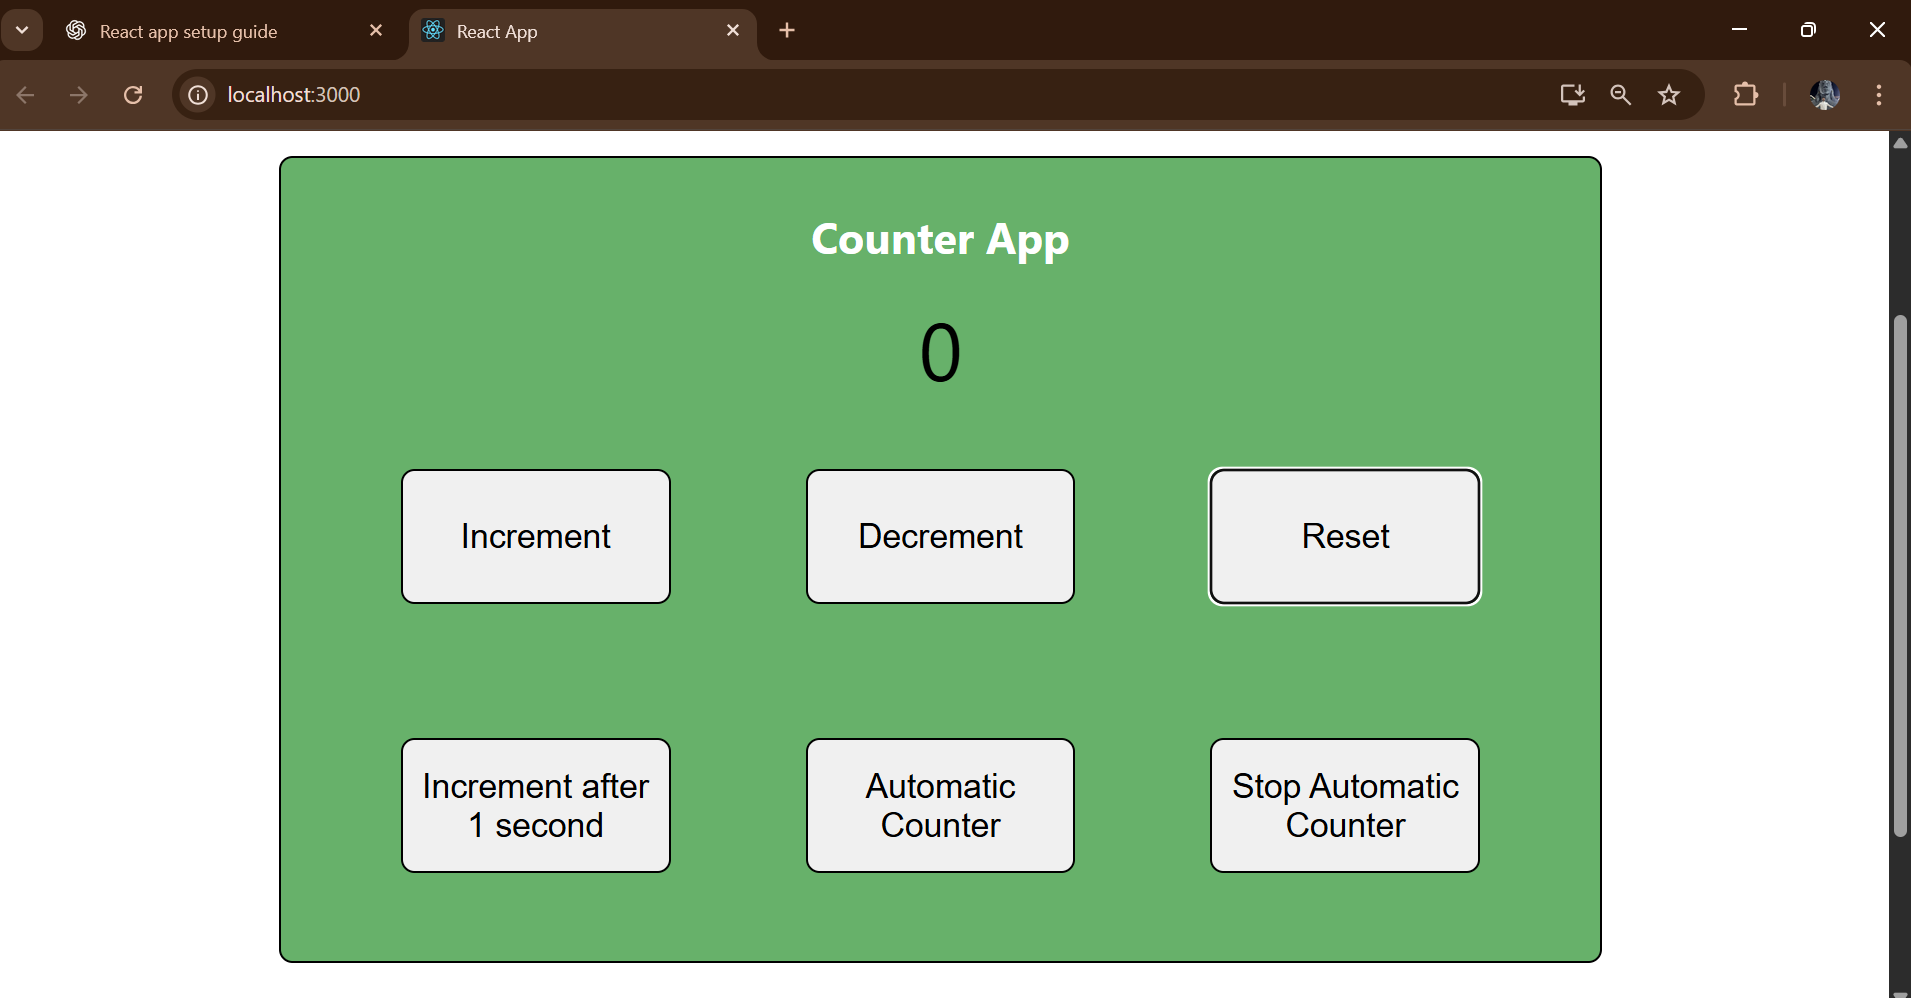 React app setup guide
React App
localhost:3000
Counter App
0
Increment
Decrement
Reset
Increment after
1 second
Automatic
Counter
Stop Automatic
Counter